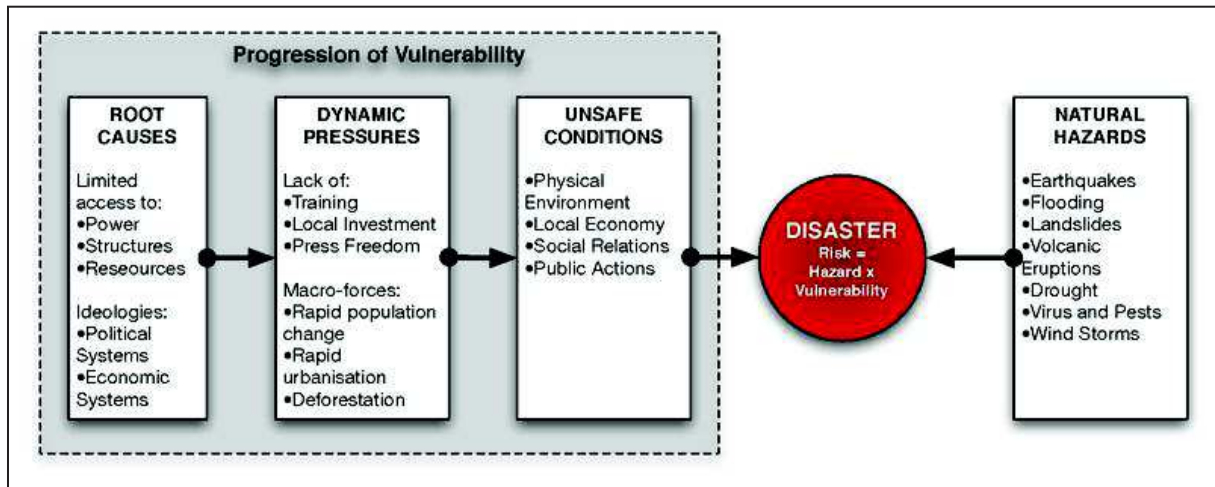 Progression of Vulnerability
ROOT
CAUSES
Limited
access to:
•Power
•Structures
•Reseources
Ideologies:
•Political
Systems
•Economic
Systems
DYNAMIC
PRESSURES
Lack of:
•Training
•Local Investment
•Press Freedom
Macro-forces:
•Rapid population
change
•Rapid
urbanisation
•Deforestation
UNSAFE
CONDITIONS
•Physical
Environment
•Local Economy
•Social Relations
•Public Actions
DISASTER
Risk =
Hazard x
Vulnerability
NATURAL
HAZARDS
•Earthquakes
•Flooding
•Landslides
•Volcanic
Eruptions
•Drought
•Virus and Pests
•Wind Storms